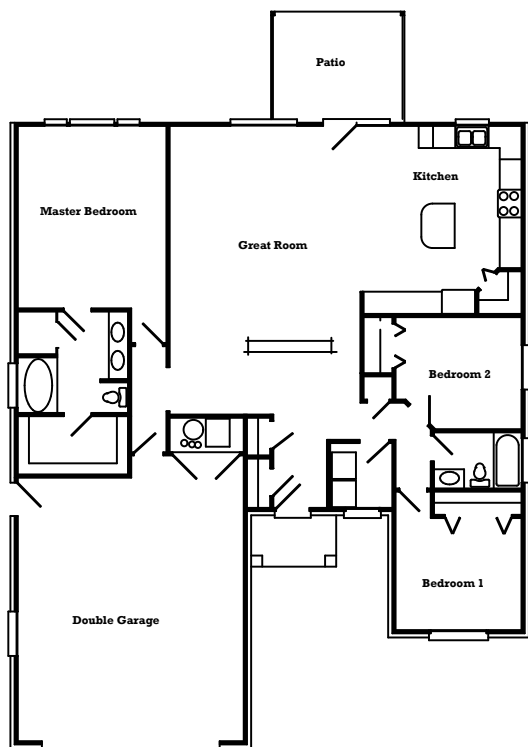 Patio
Kitchen
Master Bedroom
Great Room
Bedroom 2
Bedroom 1
Double Garage